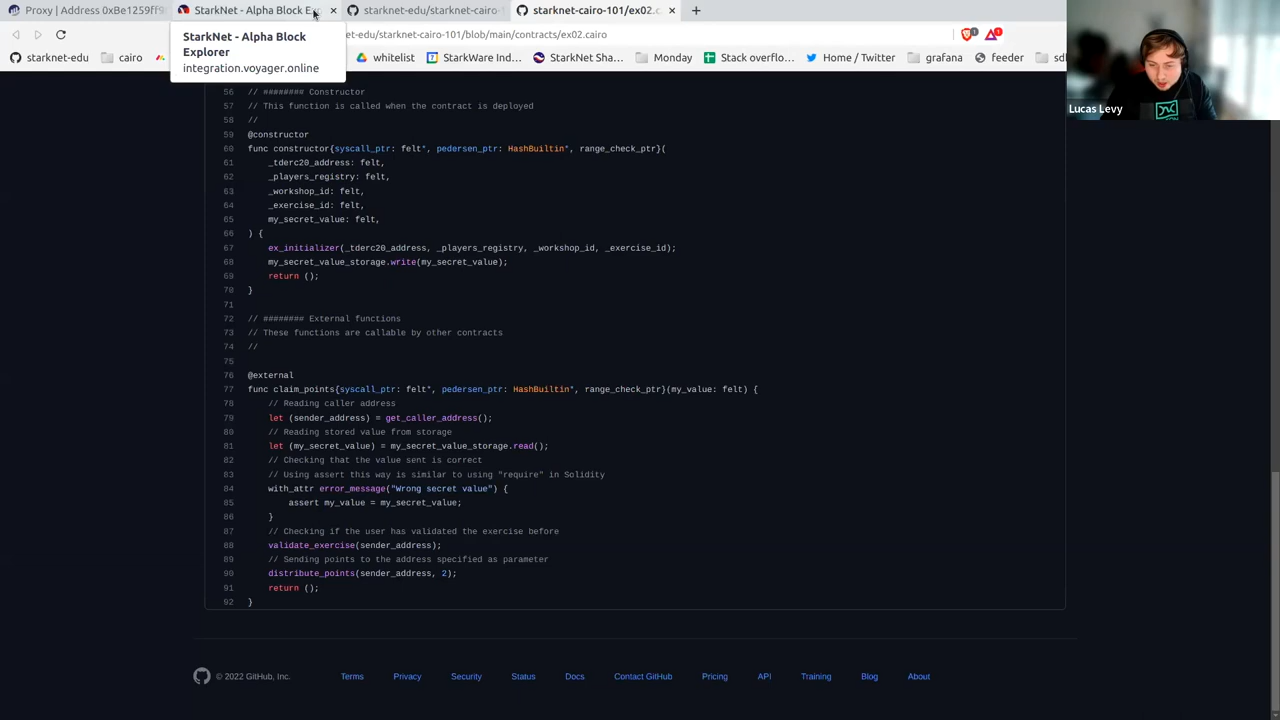 Proxy | Address 0xBe1259ff9
StarkNet - Alpha Block Ex
starknet-edu/starknet-cairo-1
starknet-cairo-101/ex02.c
et-edu/starknet-cairo-101/blob/main/contracts/ex02.cairo
StarkNet - Alpha Block
Explorer
integration.voyager.online
starknet-edu
cairo
whitelist
StarkWare Ind...
StarkNet Sha...
Monday
Stack overflo...
Home / Twitter
grafana
feeder
Lucas Levy
56 // ######## Constructor
57 // This function is called when the contract is deployed
58 //
59 @constructor
60 func constructor{syscall_ptr: felt*, pedersen_ptr: HashBuiltin*, range_check_ptr}(
61 _tderc20_address: felt,
62 _players_registry: felt,
63 _workshop_id: felt,
64 _exercise_id: felt,
65 my_secret_value: felt,
66 ) {
67 ex_initializer(_tderc20_address, _players_registry, _workshop_id, _exercise_id);
68 my_secret_value_storage.write(my_secret_value);
69 return ();
70 }
71
72 // ######## External functions
73 // These functions are callable by other contracts
74 //
75
76 @external
77 func claim_points{syscall_ptr: felt*, pedersen_ptr: HashBuiltin*, range_check_ptr}(my_value: felt) {
78 // Reading caller address
79 let (sender_address) = get_caller_address();
80 // Reading stored value from storage
81 let (my_secret_value) = my_secret_value_storage.read();
82 // Checking that the value sent is correct
83 // Using assert this way is similar to using "require" in Solidity
84 with_attr error_message("Wrong secret value") {
85 assert my_value = my_secret_value;
86 }
87 // Checking if the user has validated the exercise before
88 validate_exercise(sender_address);
89 // Sending points to the address specified as parameter
90 distribute_points(sender_address, 2);
91 return ();
92 }
© 2022 GitHub, Inc.
Terms
Privacy
Security
Status
Docs
Contact GitHub
Pricing
API
Training
Blog
About